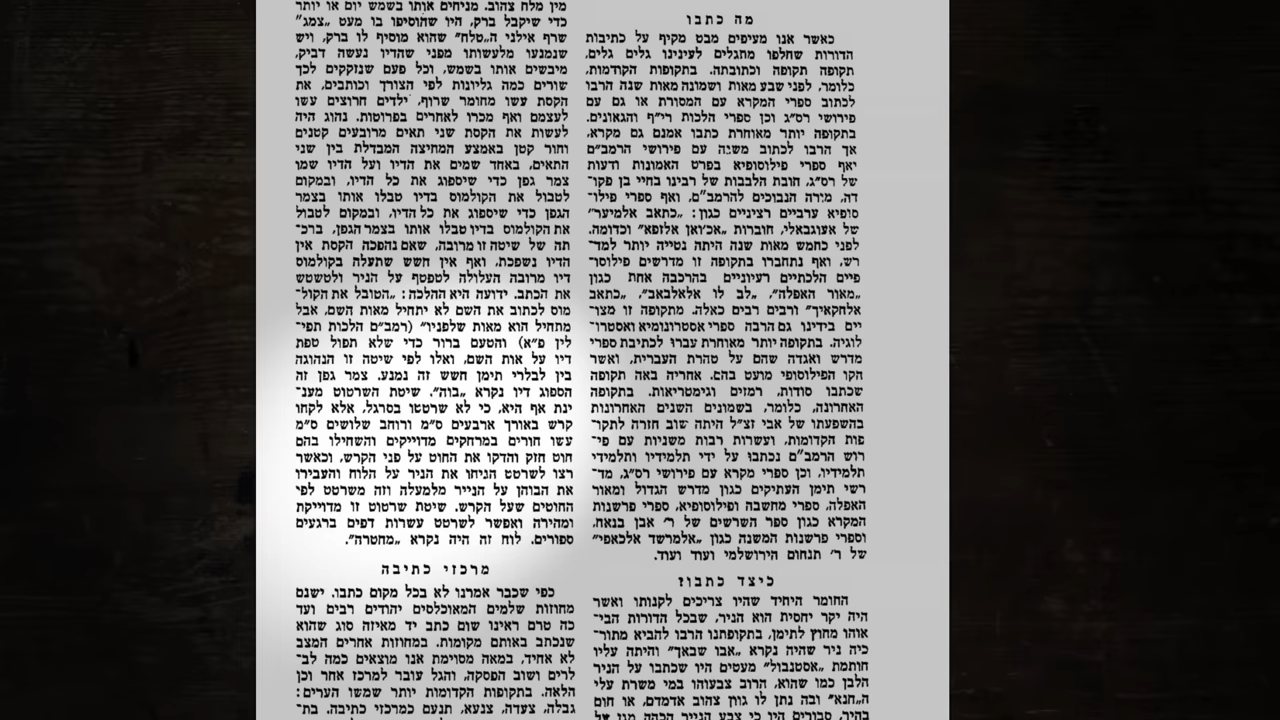 מה כתבו
כאשר אנו מעיפים מבט מקיף על כתיבות
הדורות שחלפו מתגלים לעינינו גלים גלים,
תקופה תקופה וכתובתה. בתקופות הקדומות,
כלומר, לפני שבע מאות ושמונה מאות שנה הרבו
לכתוב ספרי המקרא עם המסורת או גם עם
פירושי רס״ג וכן ספרי הלכות רי״ף והגאונים.
בתקופה יותר מאוחרת כתבו אמנם גם מקרא,
אך הרבו לכתוב משנה עם פירושי הרמב״ם
ואף ספרי פילוסופיא בפרט האמונות ודעות
של רס״ג, חובת הלבבות של רבינו בחיי בן פקו־
דה, מורה הנבוכים להרמב״ם, ואף ספרי פילו־
סופיא ערביים רציניים כגון: „כתאב אלמיער״
של אעוגבאלי, חוברות „אכ׳ואן אלזפא״ וכדומה.
לפני כחמש מאות שנה היתה נטייה יותר למד־
רש, ואף נתחברו בתקופה זו מדרשים פילוסו־
פיים הלכתיים רעיוניים בהרכבה אחת כגון
„מאור האפלה״, „לב לו אלאלבאב״, „כתאב
אלחקאיך״ ורבים רבים כאלה. מתקופה זו מצו־
יים בידינו גם הרבה ספרי אסטרונומיא ואסטרו־
לוגיה. בתקופה יותר מאוחרת עברו לכתיבת ספרי
מדרש ואגדה שהם על טהרת העברית, ואשר
הקו הפילוסופי מועט בהם. אחריה באה תקופה
שכתבו סודות, רמזים וגימטריאות. בתקופה
האחרונה, כלומר, בשמונים השנים האחרונות
בהשפעתו של אבי זצ״ל היתה שוב חזרה לתקו־
פות הקדומות, ועשרות רבות משניות עם פי־
רוש הרמב״ם נכתבו על ידי תלמידיו ותלמידי
תלמידיו, וכן ספרי מקרא עם פירושי רס״ג, מד־
רשי תימן העתיקים כגון מדרש הגדול ומאור
האפלה, ספרי מחשבה ופילוסופיא, ספרי פרשנות
המקרא כגון ספר השרשים של ר׳ אבן בנאח,
וספרי פרשנות המשנה כגון „אלמרשד אלכאפי״
של ר׳ תנחום הירושלמי ועוד ועוד.
כיצד כתבו?
החומר היחיד שהיו צריכים לקנותו ואשר
היה יקר יחסית הוא הניר, שבכל הדורות הבי־
אוהו מחוץ לתימן, בתקופתנו הרבו להביא מתור־
כיה ניר שהיה נקרא „אבו שבאך״ והיתה עליו
חותמת „אסטנבול״ מעטים היו שכתבו על הניר
הלבן כמו שהוא, הרוב צבעוהו במי משרת עלי
ה„חנא״ ובה נתן לו גוון צהוב אדמדם, או חום
בהיר, סבורים היו כי צבע הנייר הכהה מגן על
מין מלח צהוב. מניחים אותו בשמש יום או יותר
כדי שיקבל ברק, היו שהוסיפו בו מעט „צמג״
שרף אילני ה„טלח״ שהוא מוסיף לו ברק, ויש
שנמנעו מלעשותו מפני שהדיו נעשה דביק,
מיבשים אותו בשמש, וכל פעם שנזקקים לכך
שורים כמה גליונות לפי הצורך וכותבים, את
הקסת עשו מחומר שרוף, ילדים חרוצים עשו
לעצמם ואף מכרו לאחרים בפרוטות. נהוג היה
לעשות את הקסת שני תאים מרובעים קטנים
וחור קטן באמצע המחיצה המבדלת בין שני
התאים, באחד שמים את הדיו ועל הדיו שמו
צמר גפן כדי שיספוג את כל הדיו, ובמקום
לטבול את הקולמוס בדיו טבלו אותו בצמר
הגפן כדי שיספוג את כל הדיו, ובמקום לטבול
את הקולמוס בדיו טבלו אותו בצמר הגפן, ברכ־
תה של שיטה זו מרובה, שאם נהפכה הקסת אין
הדיו נשפכת, ואף אין חשש שתעלה בקולמוס
דיו מרובה העלולה לטפטף על הניר ולטשטש
את הכתב. ידועה היא ההלכה: „הטובל את הקול־
מוס לכתוב את השם לא יתחיל מאות השם, אבל
מתחיל הוא מאות שלפניו״ (רמב״ם הלכות תפי־
לין פ״א) והטעם ברור כדי שלא תפול טפת
דיו על אות השם, ואלו לפי שיטה זו הנהוגה
בין לבלרי תימן חשש זה נמנע. צמר גפן זה
הספוג דיו נקרא „בוה״. שיטת השרטוט מענ־
ינת אף היא, כי לא שרטטו בסרגל, אלא לקחו
קרש באורך ארבעים ס״מ ורוחב שלושים ס״מ
עשו חורים במרחקים מדוייקים והשחילו בהם
חוט חזק והדקו את החוט על פני הקרש, וכאשר
רצו לשרטט הניחו את הניר על הלוח והעבירו
את הבוהן על הנייר מלמעלה וזה משרטט לפי
החוטים שעל הקרש. שיטת שרטוט זו מדוייקת
ומהירה ואפשר לשרטט עשרות דפים ברגעים
ספורים. לוח זה היה נקרא „מחטרה״.
מרכזי כתיבה
כפי שכבר אמרנו לא בכל מקום כתבו. ישנם
מחוזות שלמים המאוכלסים יהודים רבים ועד
כה טרם ראינו שום כתב יד מאיזה סוג שהוא
שנכתב באותם מקומות. במחוזות אחרים המצב
לא אחיד, במאה מסוימת אנו מוצאים כמה לב־
לרים ושוב הפסקה, והגל עובר למרכז אחר וכן
הלאה. בתקופות הקדומות יותר שמשו הערים:
גבלה, צעדה, צנעא, תנעם כמרכזי כתיבה. בת־